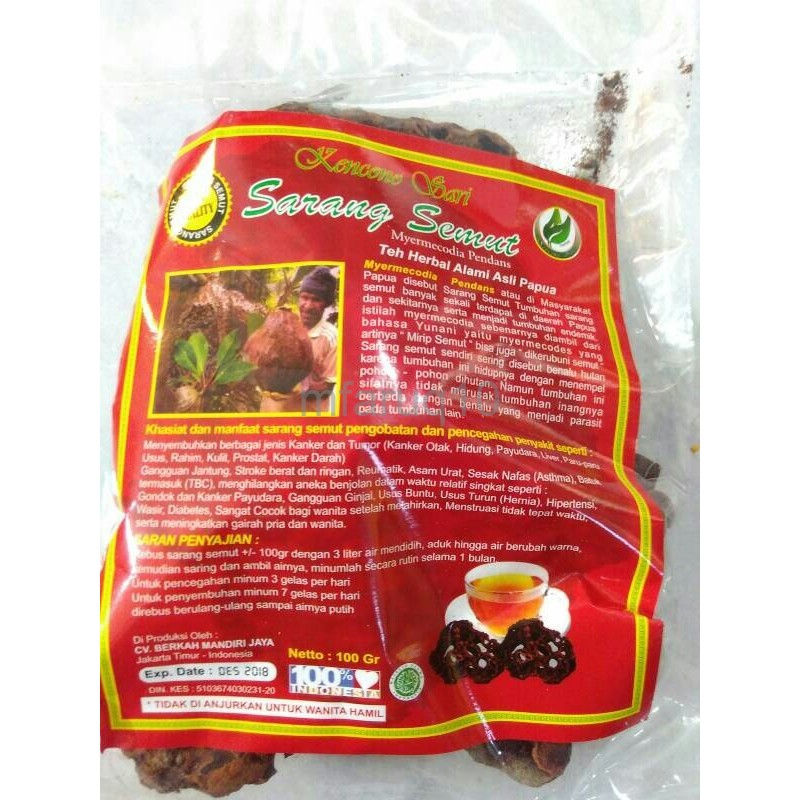 Kencono Sari
Sarang Semut
Myermecodia Pendans
Teh Herbal Alami Asli Papua
SARANG SEMUT
Myermecodia Pendans atau di Masyarakat
Papua disebut Sarang Semut Tumbuhan sarang
semut banyak sekali terdapat di daerah Papua
dan sekitarnya serta menjadi tumbuhan endemik.
istilah myermecodia sebenarnya diambil dari
bahasa Yunani yaitu myermecodes yang
artinya " Mirip Semut " bisa juga " dikerubuni semut "
Sarang semut sendiri sering disebut benalu hutan
karena tumbuhan ini hidupnya dengan menempel
pohon - pohon dihutan. Namun tumbuhan ini
sifatnya tidak merusak tumbuhan inangnya
berbeda dengan benalu yang menjadi parasit
pada tumbuhan lain.
Khasiat dan manfaat sarang semut pengobatan dan pencegahan penyakit seperti :
Menyembuhkan berbagai jenis Kanker dan Tumor (Kanker Otak, Hidung, Payudara, Liver, Paru-paru
Usus, Rahim, Kulit, Prostat, Kanker Darah)
Gangguan Jantung, Stroke berat dan ringan, Reumatik, Asam Urat, Sesak Nafas (Asthma), Batuk
termasuk (TBC), menghilangkan aneka benjolan dalam waktu relatif singkat seperti :
Gondok dan Kanker Payudara, Gangguan Ginjal, Usus Buntu, Usus Turun (Hernia), Hipertensi,
Wasir, Diabetes, Sangat Cocok bagi wanita setelah melahirkan, Menstruasi tidak tepat waktu,
serta meningkatkan gairah pria dan wanita.
SARAN PENYAJIAN :
Rebus sarang semut +/- 100gr dengan 3 liter air mendidih, aduk hingga air berubah warna,
kemudian saring dan ambil airnya, minumlah secara rutin selama 1 bulan.
Untuk pencegahan minum 3 gelas per hari
Untuk penyembuhan minum 7 gelas per hari
direbus berulang-ulang sampai airnya putih
Di Produksi Oleh :
CV. BERKAH MANDIRI JAYA
Jakarta Timur - Indonesia
Netto : 100 Gr
Exp. Date : DES 2018
100%
INDONESIA
DIN. KES : 5103674030231-20
* TIDAK DI ANJURKAN UNTUK WANITA HAMIL